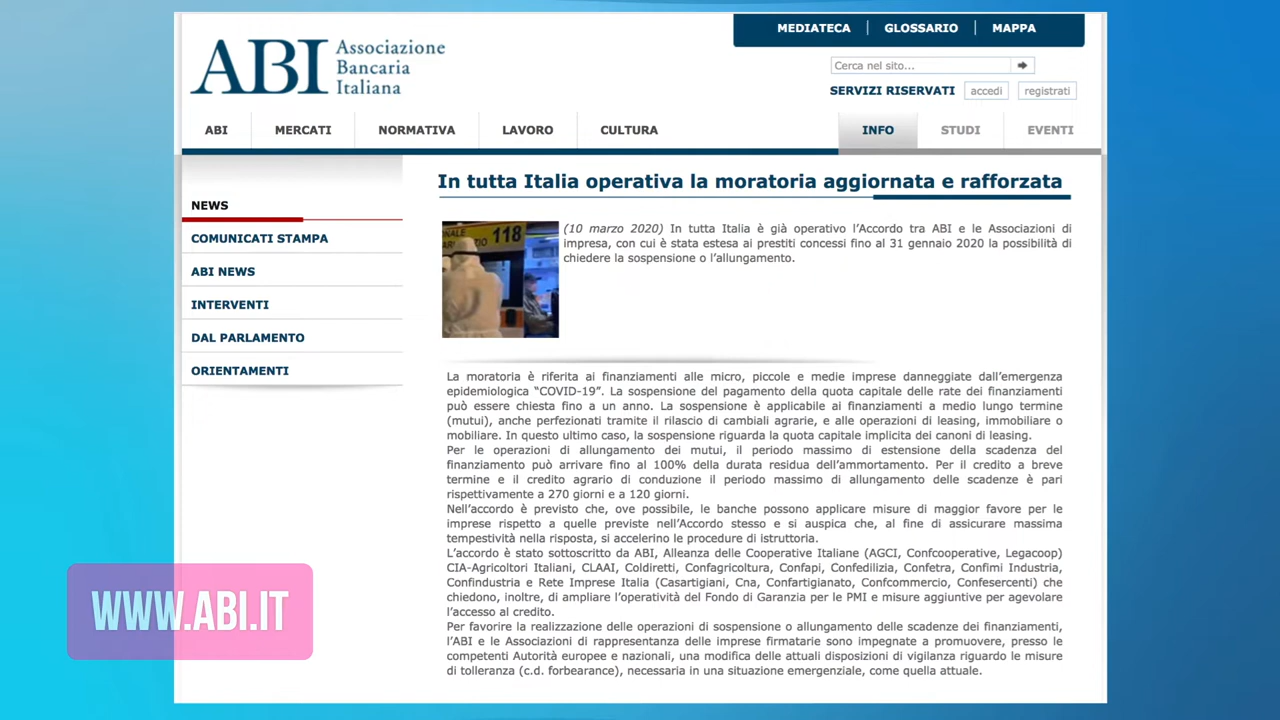 MEDIATECA
GLOSSARIO
MAPPA
ABI Associazione
Bancaria
Italiana
Cerca nel sito...
SERVIZI RISERVATI accedi registrati
ABI MERCATI NORMATIVA LAVORO CULTURA INFO STUDI EVENTI
NEWS
COMUNICATI STAMPA
ABI NEWS
INTERVENTI
DAL PARLAMENTO
ORIENTAMENTI
In tutta Italia operativa la moratoria aggiornata e rafforzata
118
(10 marzo 2020) In tutta Italia è già operativo l'Accordo tra ABI e le Associazioni di
impresa, con cui è stata estesa ai prestiti concessi fino al 31 gennaio 2020 la possibilità di
chiedere la sospensione o l'allungamento.
La moratoria è riferita ai finanziamenti alle micro, piccole e medie imprese danneggiate dall'emergenza
epidemiologica “COVID-19”. La sospensione del pagamento della quota capitale delle rate dei finanziamenti
può essere chiesta fino a un anno. La sospensione è applicabile ai finanziamenti a medio lungo termine
(mutui), anche perfezionati tramite il rilascio di cambiali agrarie, e alle operazioni di leasing, immobiliare o
mobiliare. In questo ultimo caso, la sospensione riguarda la quota capitale implicita dei canoni di leasing.
Per le operazioni di allungamento dei mutui, il periodo massimo di estensione della scadenza del
finanziamento può arrivare fino al 100% della durata residua dell'ammortamento. Per il credito a breve
termine e il credito agrario di conduzione il periodo massimo di allungamento delle scadenze è pari
rispettivamente a 270 giorni e a 120 giorni.
Nell'accordo è previsto che, ove possibile, le banche possono applicare misure di maggior favore per le
imprese rispetto a quelle previste nell'Accordo stesso e si auspica che, al fine di assicurare massima
tempestività nella risposta, si accelerino le procedure di istruttoria.
L'accordo è stato sottoscritto da ABI, Alleanza delle Cooperative Italiane (AGCI, Confcooperative, Legacoop)
CIA-Agricoltori Italiani, CLAAI, Coldiretti, Confagricoltura, Confapi, Confedilizia, Confetra, Confimi Industria,
Confindustria e Rete Imprese Italia (Casartigiani, Cna, Confartigianato, Confcommercio, Confesercenti) che
chiedono, inoltre, di ampliare l'operatività del Fondo di Garanzia per le PMI e misure aggiuntive per agevolare
l'accesso al credito.
Per favorire la realizzazione delle operazioni di sospensione o allungamento delle scadenze dei finanziamenti,
l'ABI e le Associazioni di rappresentanza delle imprese firmatarie sono impegnate a promuovere, presso le
competenti Autorità europee e nazionali, una modifica delle attuali disposizioni di vigilanza riguardo le misure
di tolleranza (c.d. forbearance), necessaria in una situazione emergenziale, come quella attuale.
WWW.ABI.IT